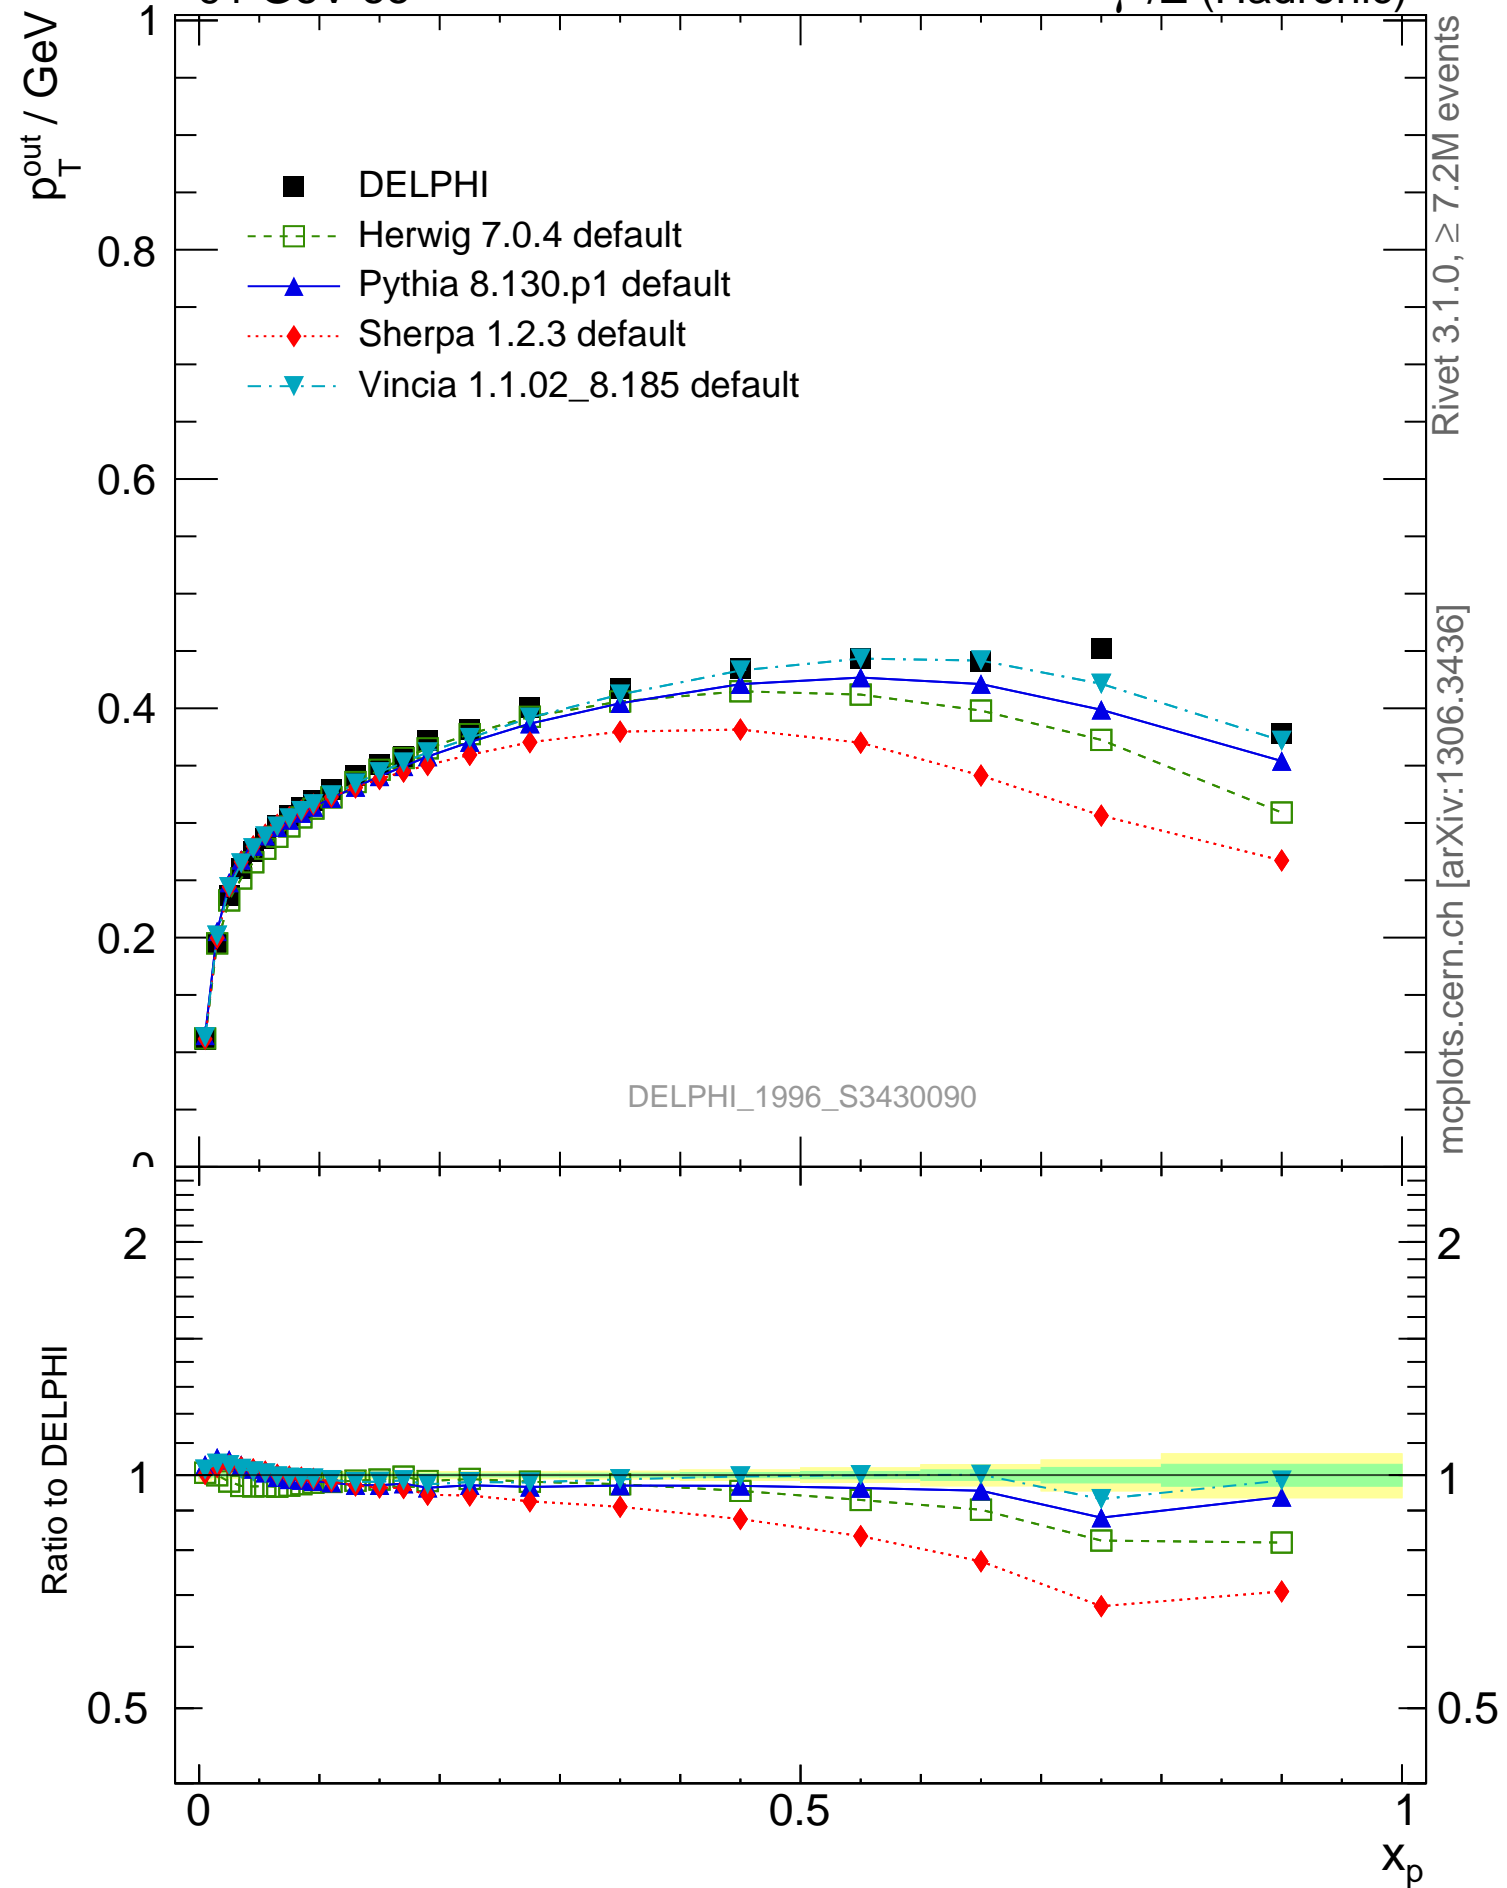 p_T^out / GeV
1
0.8
0.6
0.4
0.2
0
DELPHI
Herwig 7.0.4 default
Pythia 8.130.p1 default
Sherpa 1.2.3 default
Vincia 1.1.02_8.185 default
DELPHI_1996_S3430090
Rivet 3.1.0, ≥ 7.2M events
mcplots.cern.ch [arXiv:1306.3436]
Ratio to DELPHI
2
1
0.5
2
1
0.5
0
0.5
1
x_p